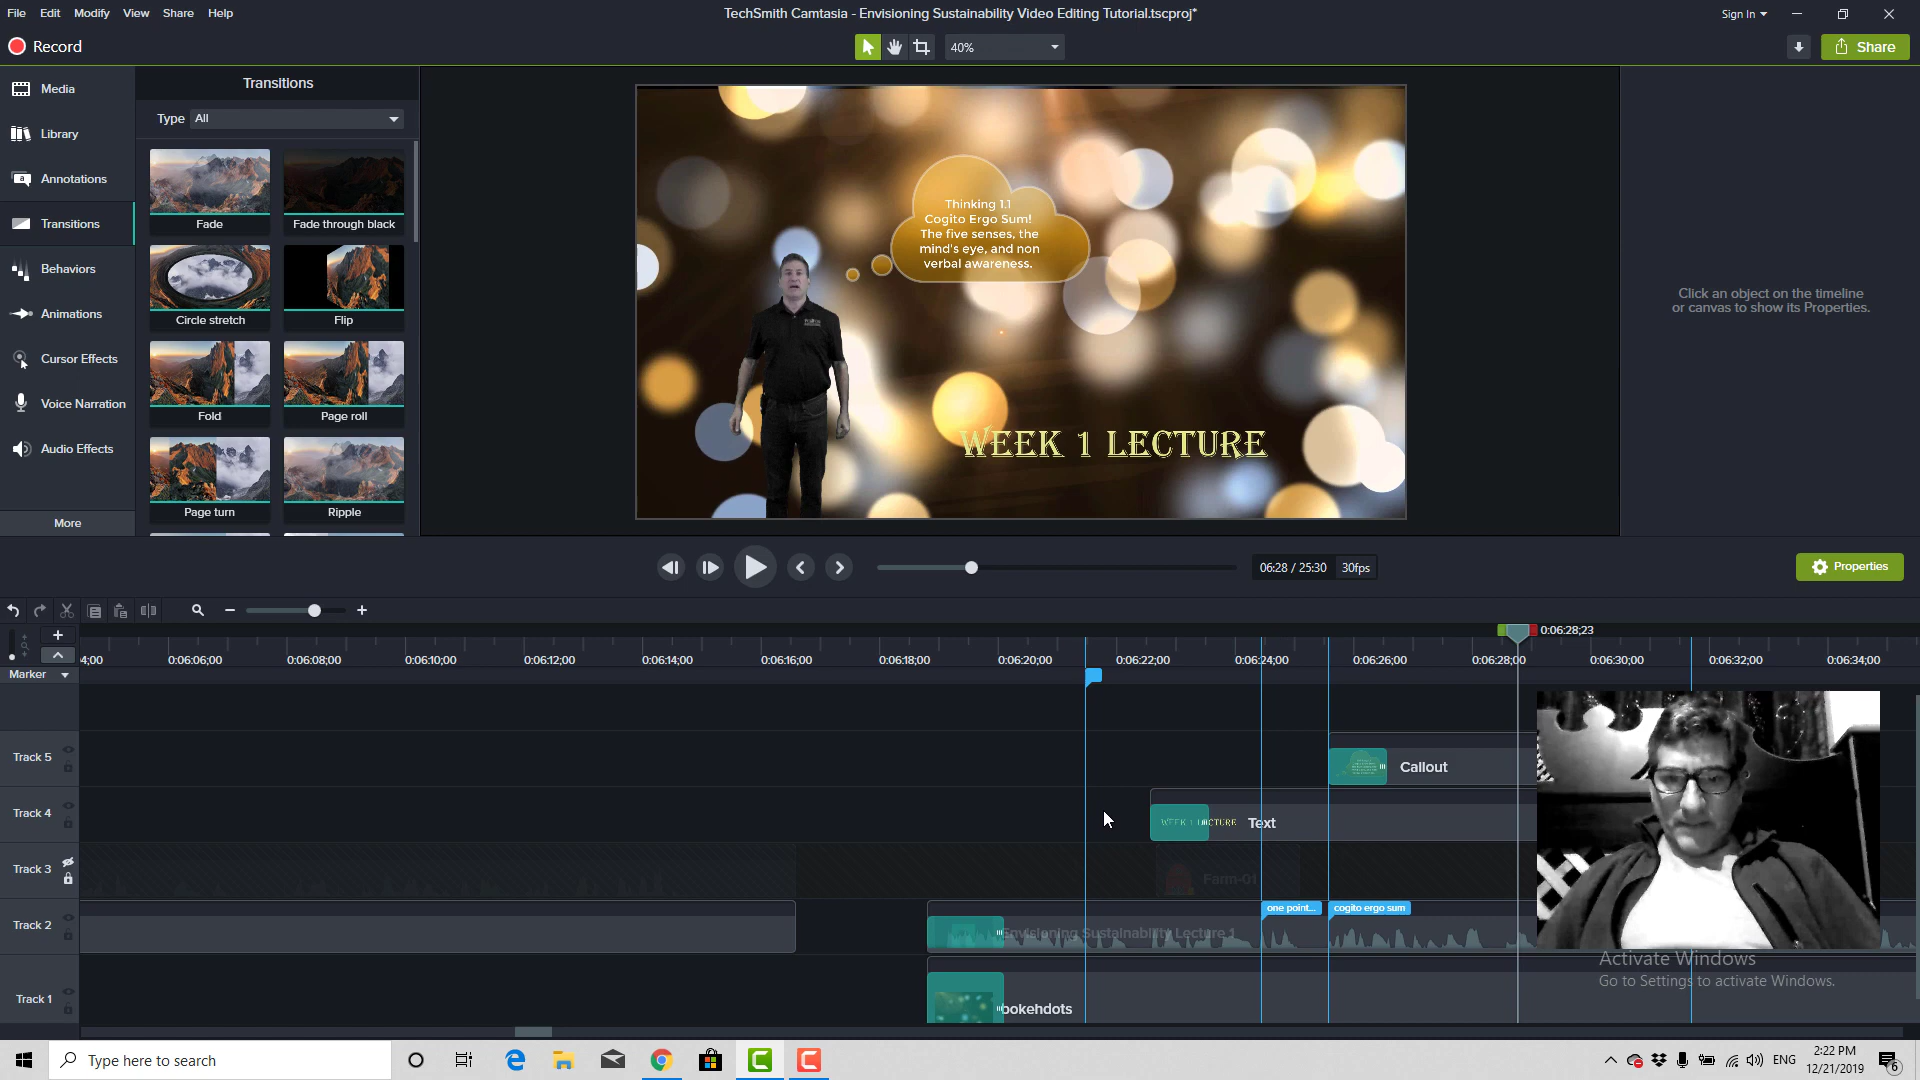 File Edit Modify View Share Help
TechSmith Camtasia - Envisioning Sustainability Video Editing Tutorial.tscproj*
Sign In
Record
40%
Share
Media
Library
Annotations
Transitions
Behaviors
Animations
Cursor Effects
Voice Narration
Audio Effects
More
Transitions
Type All
Fade
Fade through black
Circle stretch
Flip
Fold
Page roll
Page turn
Ripple
Thinking 1.1
Cogito Ergo Sum!
The five senses, the
mind's eye, and non
verbal awareness.
WEEK 1 LECTURE
Click an object on the timeline
or canvas to show its Properties.
06:28 / 25:30 30fps
Properties
0:06:28;23
4;00 0:06:06;00 0:06:08;00 0:06:10;00 0:06:12;00 0:06:14;00 0:06:16;00 0:06:18;00 0:06:20;00 0:06:22;00 0:06:24;00 0:06:26;00 0:06:28;00 0:06:30;00 0:06:32;00 0:06:34;00
Marker
Track 5
Callout
Track 4
WEEK 1 LECTURE Text
Track 3
Farm-01
Track 2
one point... cogito ergo sum
Envisioning Sustainability Lecture 1
Track 1
bokehdots
Activate Windows
Go to Settings to activate Windows.
Type here to search
ENG
2:22 PM
12/21/2019
6